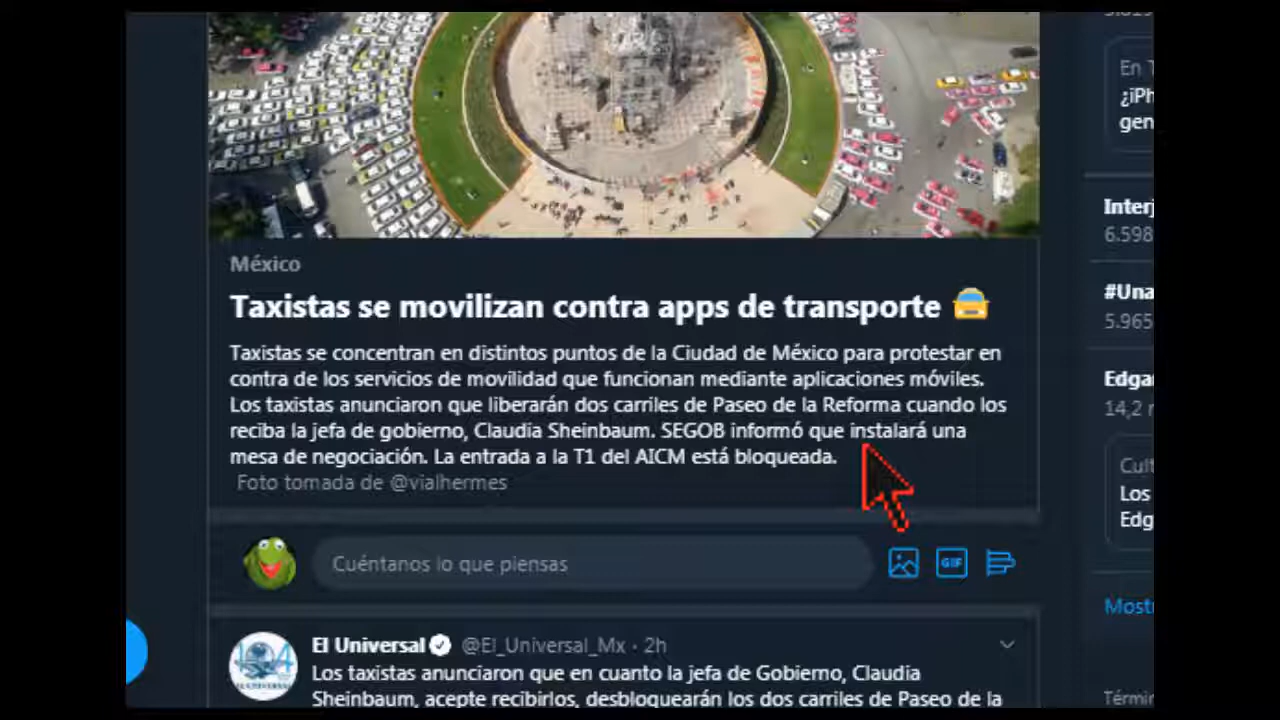 México
Taxistas se movilizan contra apps de transporte
Taxistas se concentran en distintos puntos de la Ciudad de México para protestar en
contra de los servicios de movilidad que funcionan mediante aplicaciones móviles.
Los taxistas anunciaron que liberarán dos carriles de Paseo de la Reforma cuando los
reciba la jefa de gobierno, Claudia Sheinbaum. SEGOB informó que instalará una
mesa de negociación. La entrada a la T1 del AICM está bloqueada.
Foto tomada de @vialhermes
Cuéntanos lo que piensas
GIF
El Universal @El_Universal_Mx · 2h
Los taxistas anunciaron que en cuanto la jefa de Gobierno, Claudia
Sheinbaum, acepte recibirlos, desbloquearán los dos carriles de Paseo de la
En
¿iPh
gen
Inter
6.598
#Una
5.965
Edga
14,2
Cult
Los
Edg
Most
Térmi